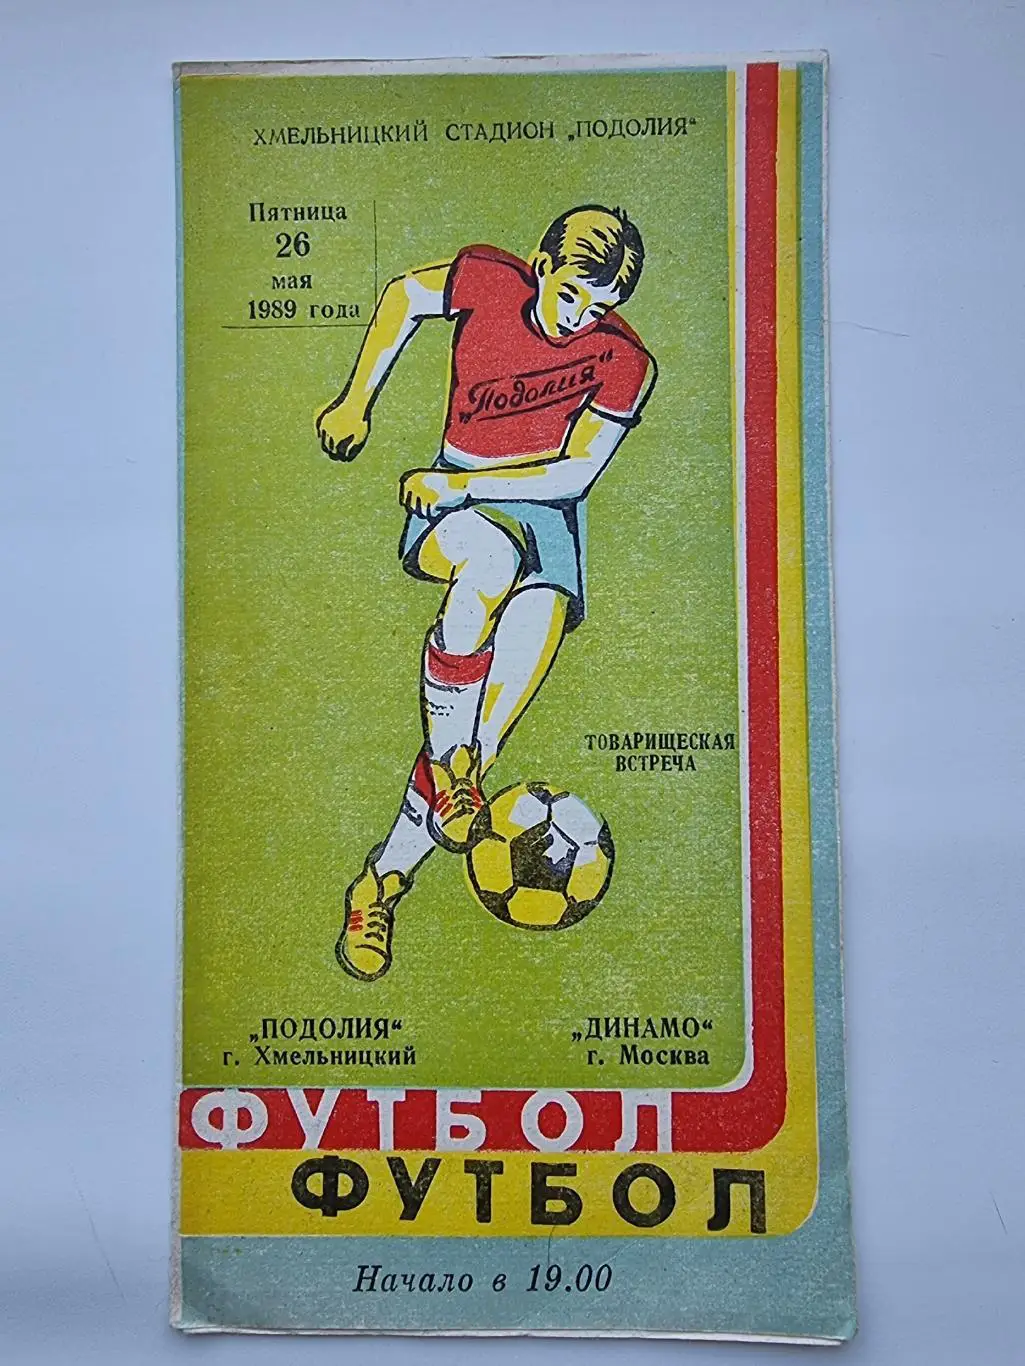 ХМЕЛЬНИЦКИЙ СТАДИОН „ПОДОЛИЯ“
Пятница
26
мая
1989 года
„Подолия“
ТОВАРИЩЕСКАЯ
ВСТРЕЧА
„ПОДОЛИЯ“
г. Хмельницкий
„ДИНАМО“
г. Москва
ФУТБОЛ
ФУТБОЛ
Начало в 19.00